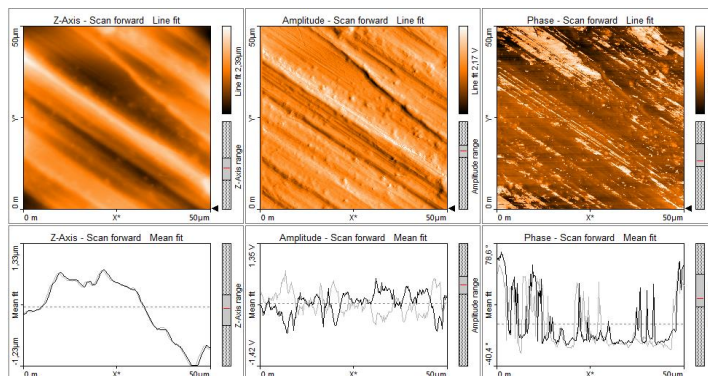 Z-Axis - Scan forward Line fit
50µm
Y*
0 m
0 m
X*
50µm
Line fit 2,39µm
Z-Axis range
Amplitude - Scan forward Line fit
50µm
Y*
0 m
0 m
X*
50µm
Line fit 2,17 V
Amplitude range
Phase - Scan forward Line fit
50µm
Y*
0 m
0 m
X*
50µm
Z-Axis - Scan forward Mean fit
1,33µm
Mean fit
-1,23µm
0 m
X*
50µm
Z-Axis range
Amplitude - Scan forward Mean fit
1,35 V
Mean fit
-1,42 V
0 m
X*
50µm
Amplitude range
Phase - Scan forward Mean fit
78,6 °
Mean fit
-40,4 °
0 m
X*
50µm